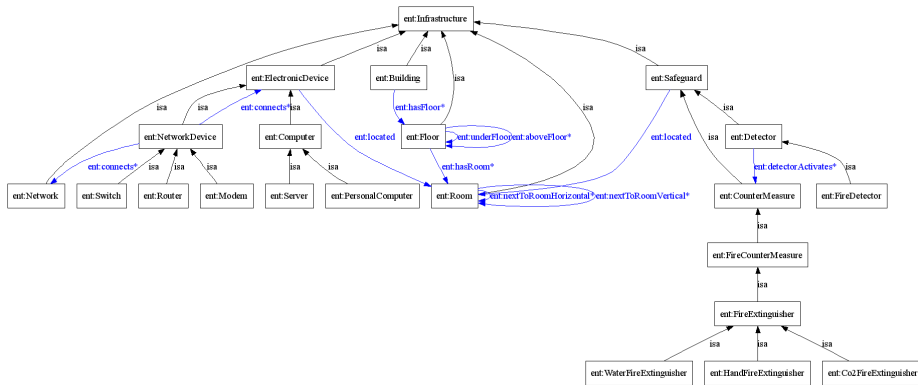 ent:Infrastructure
isa
isa
isa
isa
isa
isa
ent:ElectronicDevice
ent:Building
ent:Safeguard
isa
ent:connects*
isa
ent:hasFloor*
isa
isa
ent:NetworkDevice
ent:Computer
ent:Floor
ent:underFloor
ent:aboveFloor*
ent:located
ent:located
ent:Detector
ent:connects*
isa
isa
isa
isa
isa
ent:hasRoom*
ent:detectorActivates*
isa
ent:Network
ent:Switch
ent:Router
ent:Modem
ent:Server
ent:PersonalComputer
ent:Room
ent:nextToRoomHorizontal*
ent:nextToRoomVertical*
ent:CounterMeasure
ent:FireDetector
isa
ent:FireCounterMeasure
isa
ent:FireExtinguisher
isa
isa
isa
ent:WaterFireExtinguisher
ent:HandFireExtinguisher
ent:Co2FireExtinguisher